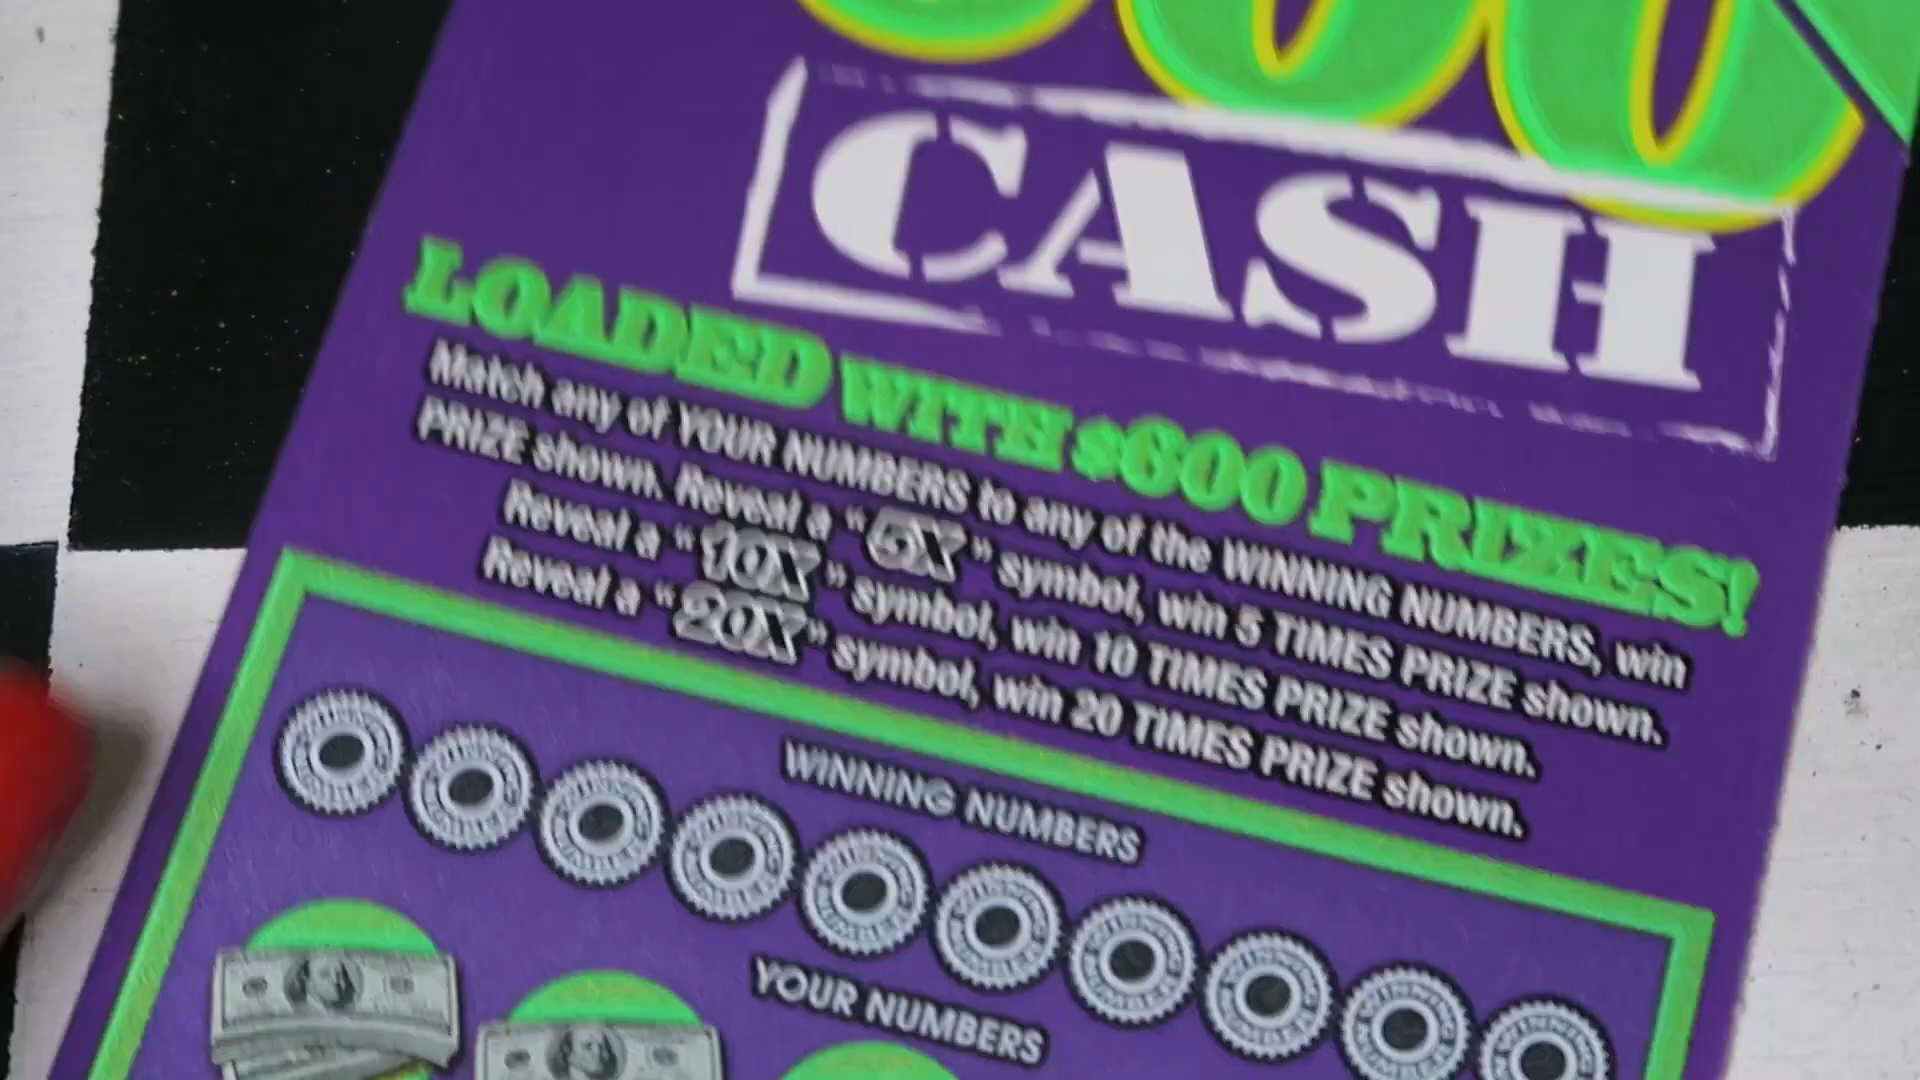 CASH
LOADED WITH $600 PRIZES!
Match any of YOUR NUMBERS to any of the WINNING NUMBERS, win
PRIZE shown. Reveal a "5X" symbol, win 5 TIMES PRIZE shown.
Reveal a "10X" symbol, win 10 TIMES PRIZE shown.
Reveal a "20X" symbol, win 20 TIMES PRIZE shown.
WINNING NUMBERS
YOUR NUMBERS